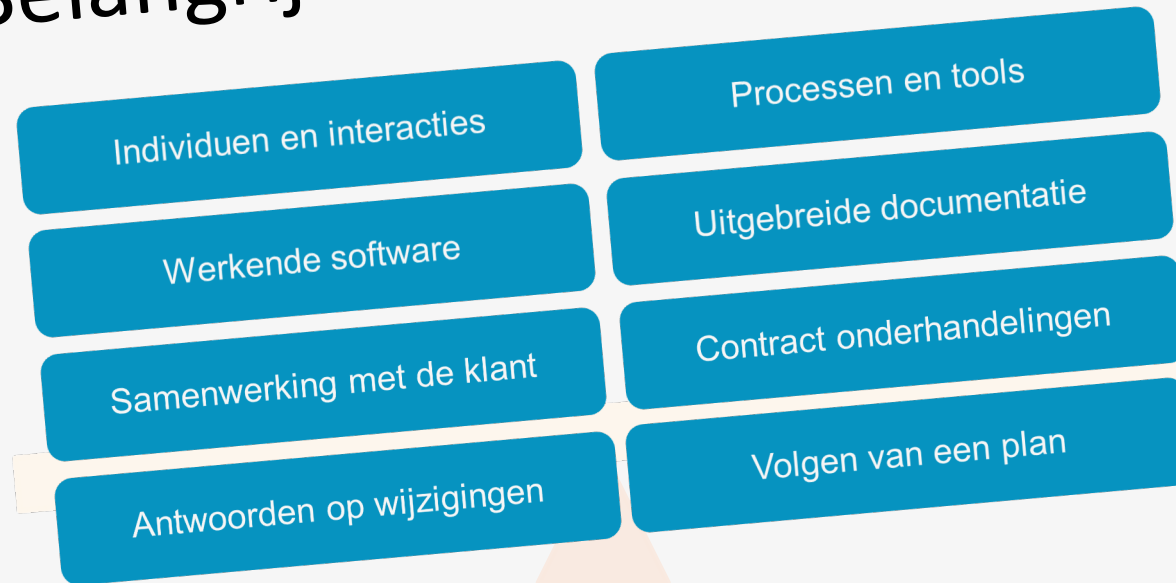 Individuen en interacties
Processen en tools
Werkende software
Uitgebreide documentatie
Samenwerking met de klant
Contract onderhandelingen
Antwoorden op wijzigingen
Volgen van een plan